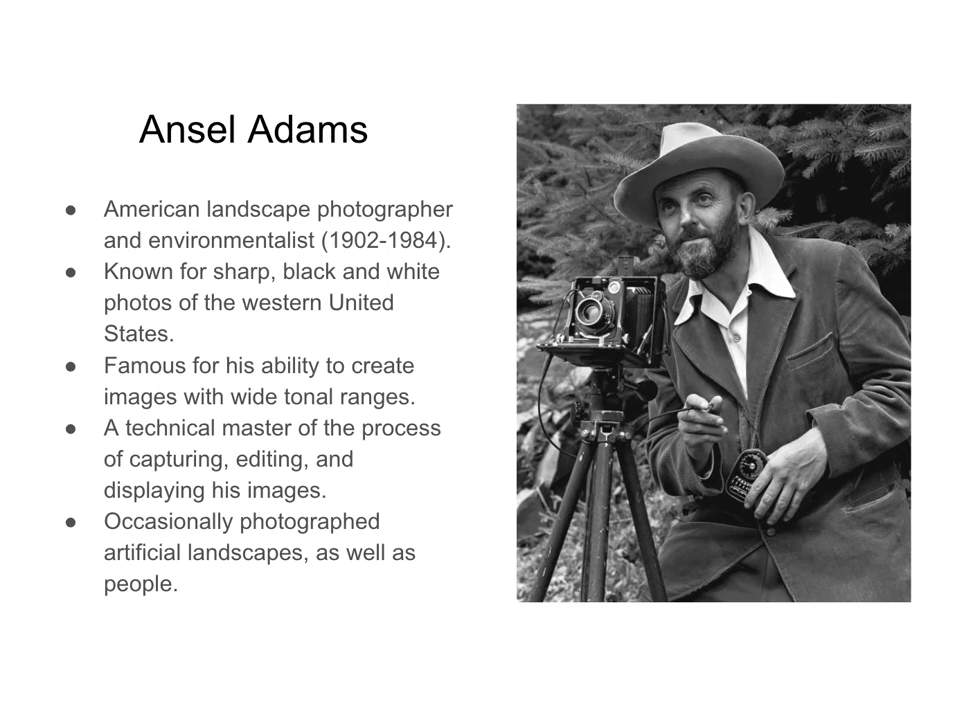 Ansel Adams
● American landscape photographer
and environmentalist (1902-1984).
● Known for sharp, black and white
photos of the western United
States.
● Famous for his ability to create
images with wide tonal ranges.
● A technical master of the process
of capturing, editing, and
displaying his images.
● Occasionally photographed
artificial landscapes, as well as
people.